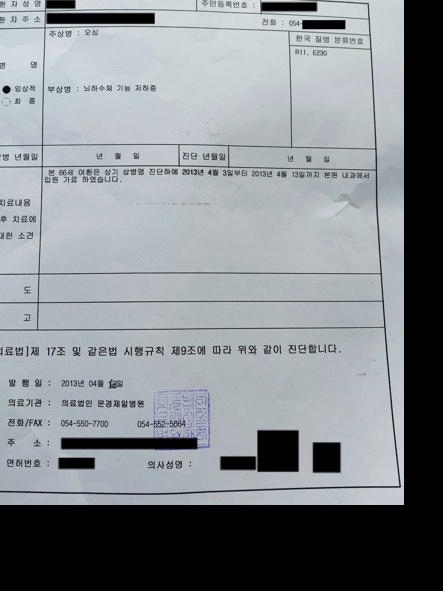 환 자 성 명
주민등록번호 :
환 자 주 소
전화 : 054-
주상병 : 오심
한국 질병 분류번호
R11, E230
병 명
임상적
최 종
부상병 : 뇌하수체 기능 저하증
병 년월일
년 월 일
진단 년월일
년 월 일
치료내용
후 치료에
대한 소견
본 66세 여환은 상기 상병명 진단하에 2013년 4월 3일부터 2013년 4월 13일까지 본원 내과에서
입원 가료 하였습니다.
도
고
의료법]제 17조 및 같은법 시행규칙 제9조에 따라 위와 같이 진단합니다.
발 행 일 : 2013년 04월 일
의료기관 : 의료법인 문경제일병원
전화/FAX : 054-550-7700 054-552-5664
주 소 :
면허번호 :
의사성명 :